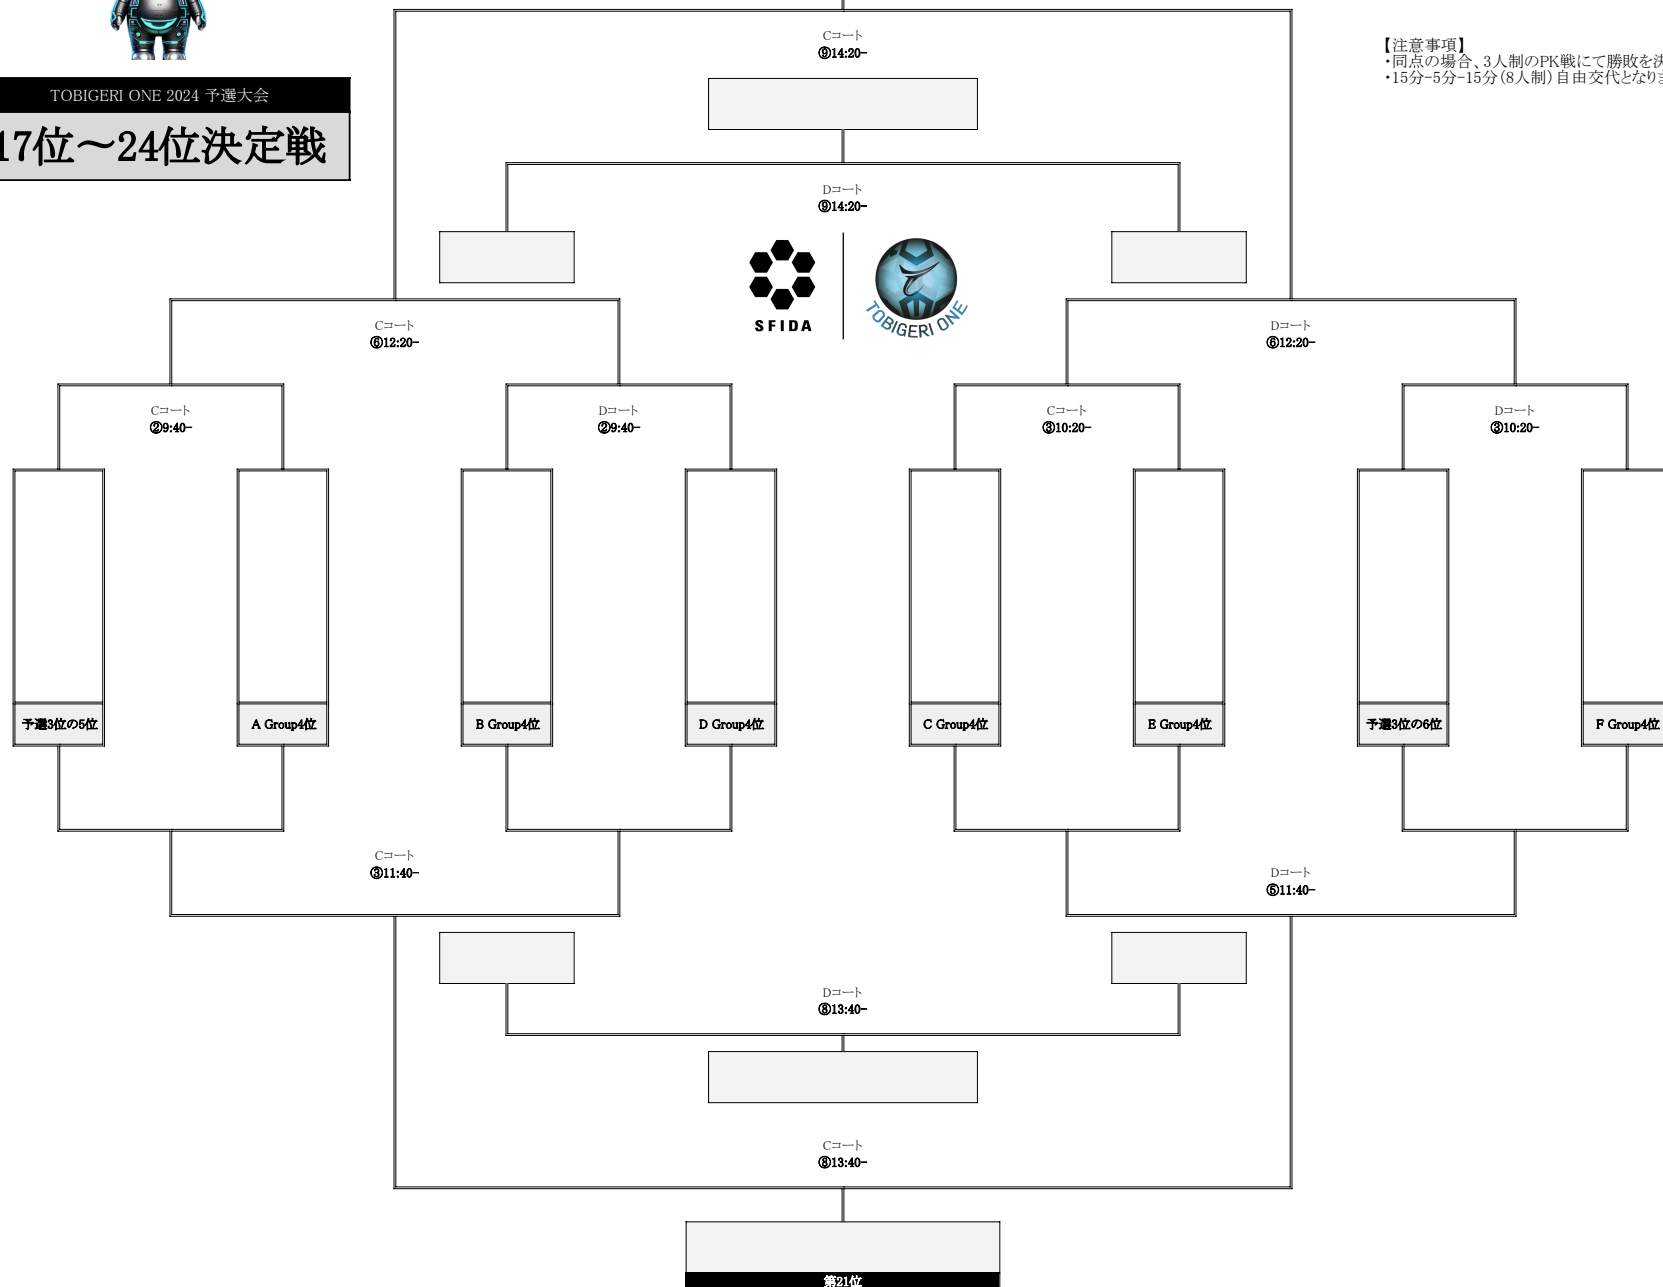 Cコート
⑨14:20-
【注意事項】
・同点の場合、3人制のPK戦にて勝敗を決
・15分-5分-15分(8人制)自由交代となりま
TOBIGERI ONE 2024 予選大会
17位～24位決定戦
Dコート
⑨14:20-
SFIDA
TOBIGERI ONE
Cコート
⑥12:20-
Dコート
⑥12:20-
Cコート
②9:40-
Dコート
②9:40-
Cコート
③10:20-
Dコート
③10:20-
予選3位の5位
A Group4位
B Group4位
D Group4位
C Group4位
E Group4位
予選3位の6位
F Group4位
Cコート
③11:40-
Dコート
⑤11:40-
Dコート
⑧13:40-
Cコート
⑧13:40-
第21位